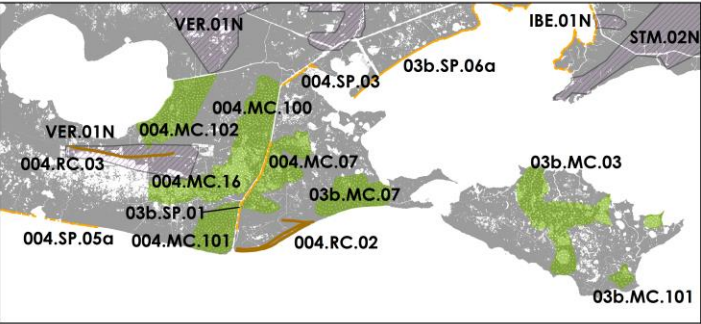 VER.01N
IBE.01N
STM.02N
03b.SP.06a
004.SP.03
004.MC.100
004.MC.102
VER.01N
004.RC.03
004.MC.07
03b.MC.03
004.MC.16
03b.MC.07
03b.SP.01
004.SP.05a
004.MC.101
004.RC.02
03b.MC.101